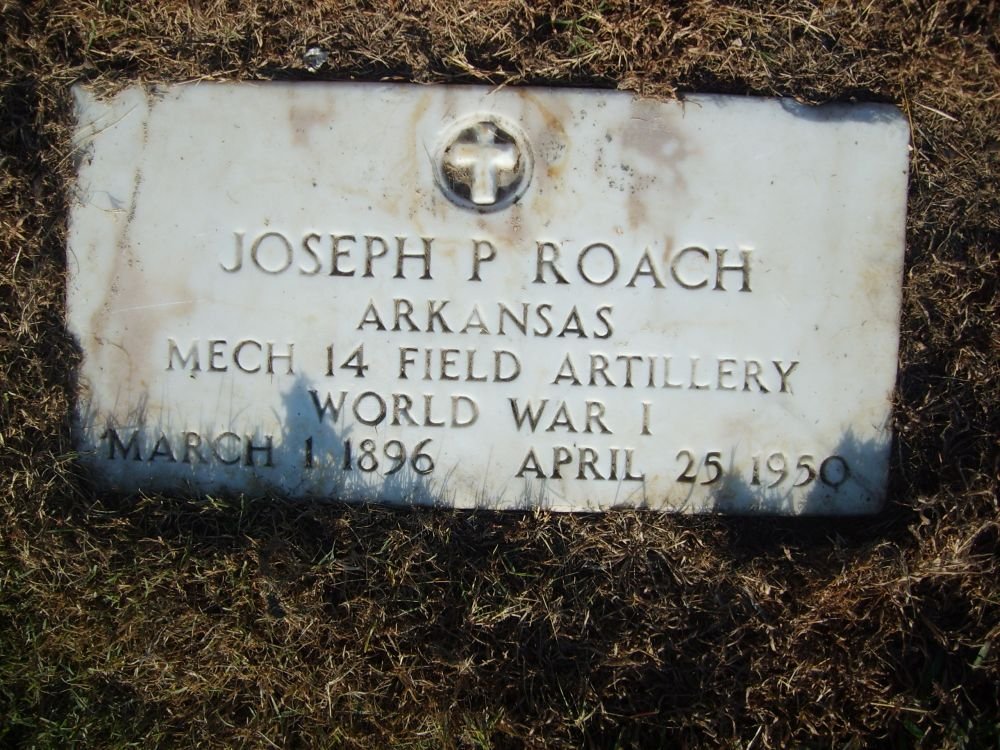 JOSEPH P ROACH
ARKANSAS
MECH 14 FIELD ARTILLERY
WORLD WAR I
MARCH 1 1896 APRIL 25 1950